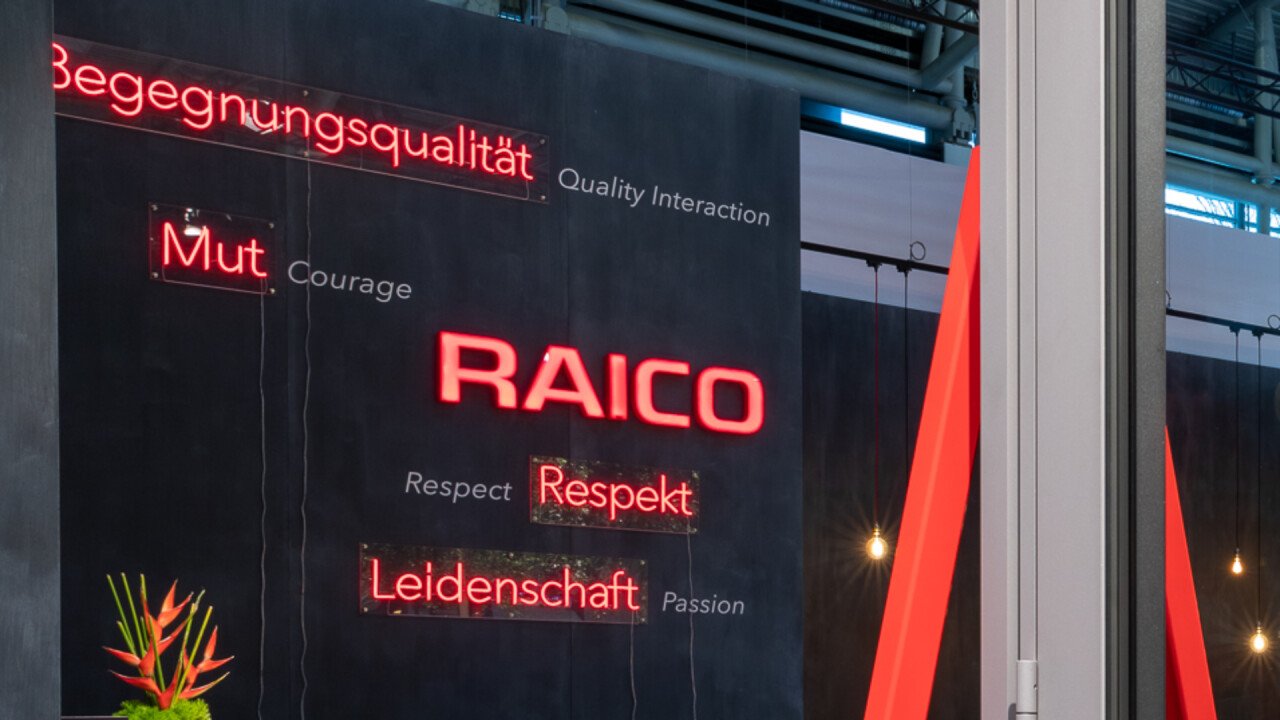 Begegnungsqualität Quality Interaction
Mut Courage
RAICO
Respect Respekt
Leidenschaft Passion